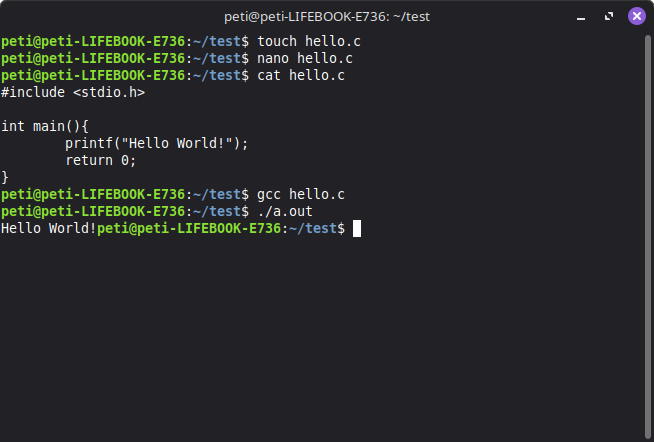 peti@peti-LIFEBOOK-E736: ~/test
peti@peti-LIFEBOOK-E736:~/test$ touch hello.c
peti@peti-LIFEBOOK-E736:~/test$ nano hello.c
peti@peti-LIFEBOOK-E736:~/test$ cat hello.c
#include <stdio.h>

int main(){
        printf("Hello World!");
        return 0;
}
peti@peti-LIFEBOOK-E736:~/test$ gcc hello.c
peti@peti-LIFEBOOK-E736:~/test$ ./a.out
Hello World!peti@peti-LIFEBOOK-E736:~/test$